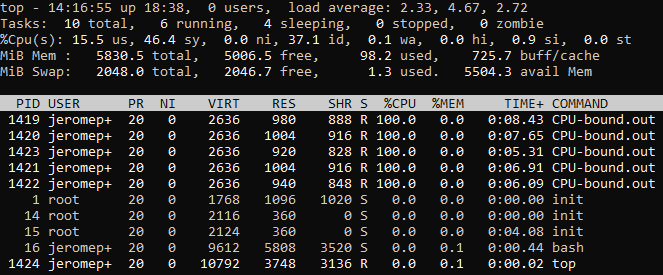 top - 14:16:55 up 18:38,  0 users,  load average: 2.33, 4.67, 2.72
Tasks:  10 total,   6 running,   4 sleeping,   0 stopped,   0 zombie
%Cpu(s): 15.5 us, 46.4 sy,  0.0 ni, 37.1 id,  0.1 wa,  0.0 hi,  0.9 si,  0.0 st
MiB Mem :   5830.5 total,   5006.5 free,     98.2 used,    725.7 buff/cache
MiB Swap:   2048.0 total,   2046.7 free,      1.3 used.   5504.3 avail Mem
PID USER      PR  NI    VIRT    RES    SHR S  %CPU  %MEM     TIME+ COMMAND
1419 jeromep+  20   0    2636    980    888 R 100.0   0.0   0:08.43 CPU-bound.out
1420 jeromep+  20   0    2636   1004    916 R 100.0   0.0   0:07.65 CPU-bound.out
1423 jeromep+  20   0    2636    920    828 R 100.0   0.0   0:05.31 CPU-bound.out
1421 jeromep+  20   0    2636   1004    916 R 100.0   0.0   0:06.91 CPU-bound.out
1422 jeromep+  20   0    2636    940    848 R 100.0   0.0   0:06.09 CPU-bound.out
1 root      20   0    1768   1096   1020 S   0.0   0.0   0:00.00 init
14 root      20   0    2116    360      0 S   0.0   0.0   0:00.00 init
15 root      20   0    2124    360      0 S   0.0   0.0   0:04.08 init
16 jeromep+  20   0    9612   5808   3520 S   0.0   0.1   0:00.44 bash
1424 jeromep+  20   0   10792   3748   3136 R   0.0   0.1   0:00.02 top